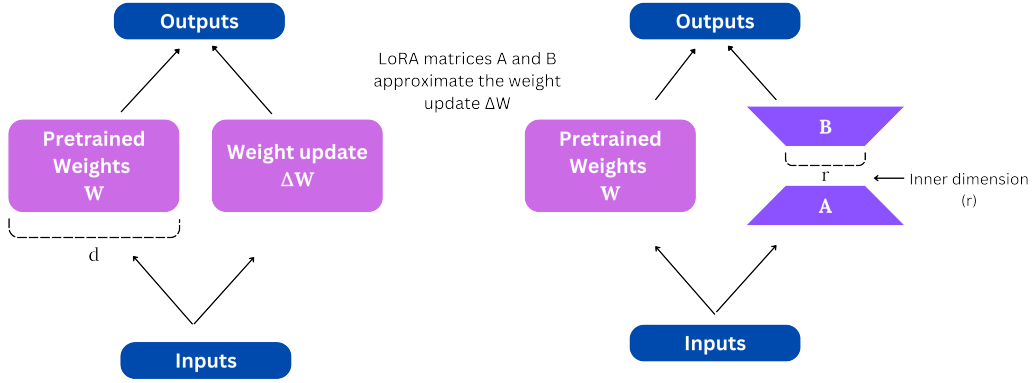 Outputs
Pretrained
Weights
W
Weight update
ΔW
d
Inputs
LoRA matrices A and B
approximate the weight
update ΔW
Outputs
Pretrained
Weights
W
B
r
A
Inner dimension
(r)
Inputs